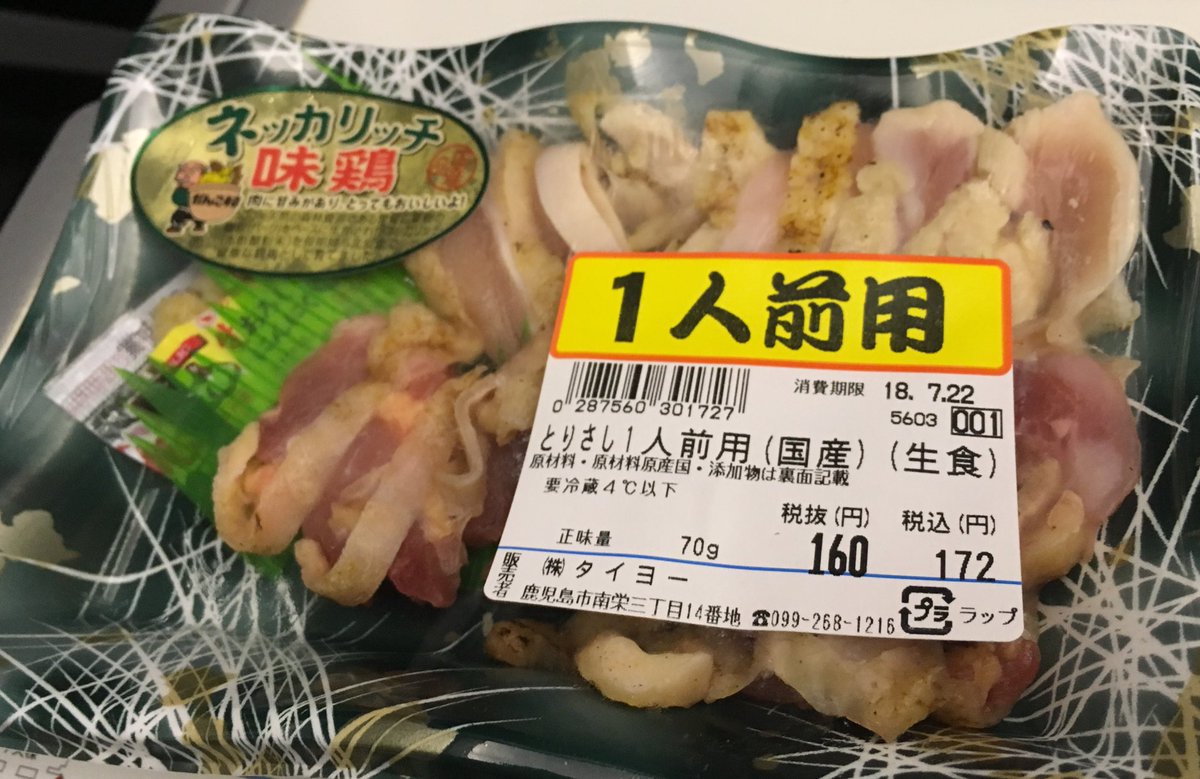 ネッカリッチ
味鶏
だんご本舗
肉に甘みがあり、とってもおいしいよ!
1人前用
消費期限 18. 7.22
0 287560 301727
5603 001
とりさし1人前用(国産)(生食)
原材料・原材料原産国・添加物は裏面記載
要冷蔵4℃以下
税抜(円) 税込(円)
正味量 70g 160 172
販売者 (株)タイヨー
鹿児島市南栄三丁目14番地 ☎099-268-1216
プラ ラップ